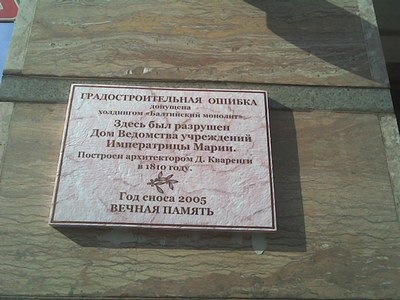 ГРАДОСТРОИТЕЛЬНАЯ ОШИБКА
допущена
холдингом «Балтийский монолит»
Здесь был разрушен
Дом Ведомства учреждений
Императрицы Марии.
Построен архитектором Д. Кваренги
в 1810 году.
Год сноса 2005
ВЕЧНАЯ ПАМЯТЬ